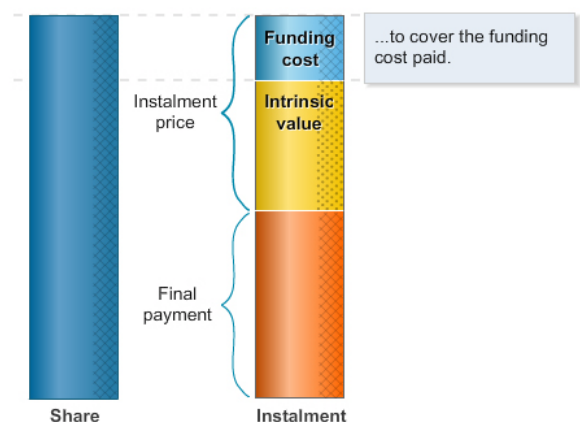 Funding
cost
...to cover the funding
cost paid.
Instalment
price
Intrinsic
value
Final
payment
Share
Instalment